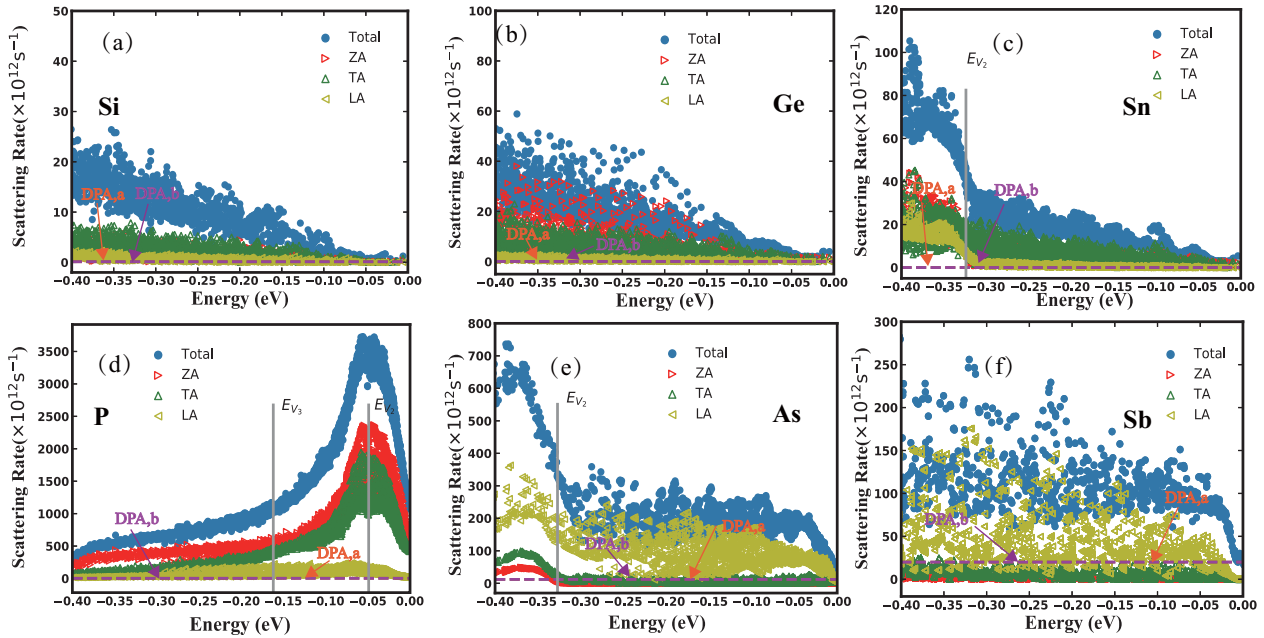 (a)
Si
Total
ZA
TA
LA
DPA,a
DPA,b
Scattering Rate(×10¹²s⁻¹)
50
40
30
20
10
0
−0.40 −0.35 −0.30 −0.25 −0.20 −0.15 −0.10 −0.05 0.00
Energy (eV)
(b)
Ge
Total
ZA
TA
LA
DPA,a
DPA,b
Scattering Rate(×10¹²s⁻¹)
100
80
60
40
20
0
−0.40 −0.35 −0.30 −0.25 −0.20 −0.15 −0.10 −0.05 0.00
Energy (eV)
(c)
Sn
E_{V₂}
Total
ZA
TA
LA
DPA,a
DPA,b
Scattering Rate(×10¹²s⁻¹)
120
100
80
60
40
20
0
−0.40 −0.35 −0.30 −0.25 −0.20 −0.15 −0.10 −0.05 0.00
Energy (eV)
(d)
P
Total
ZA
TA
LA
E_{V₃}
E_{V₂}
DPA,b
DPA,a
Scattering Rate(×10¹²s⁻¹)
3500
3000
2500
2000
1500
1000
500
0
−0.40 −0.35 −0.30 −0.25 −0.20 −0.15 −0.10 −0.05 0.00
Energy (eV)
(e)
As
Total
ZA
TA
LA
E_{V₂}
DPA,b
DPA,a
Scattering Rate(×10¹²s⁻¹)
800
700
600
500
400
300
200
100
0
−0.40 −0.35 −0.30 −0.25 −0.20 −0.15 −0.10 −0.05 0.00
Energy (eV)
(f)
Sb
Total
ZA
TA
LA
DPA,b
DPA,a
Scattering Rate(×10¹²s⁻¹)
300
250
200
150
100
50
0
−0.40 −0.35 −0.30 −0.25 −0.20 −0.15 −0.10 −0.05 0.00
Energy (eV)